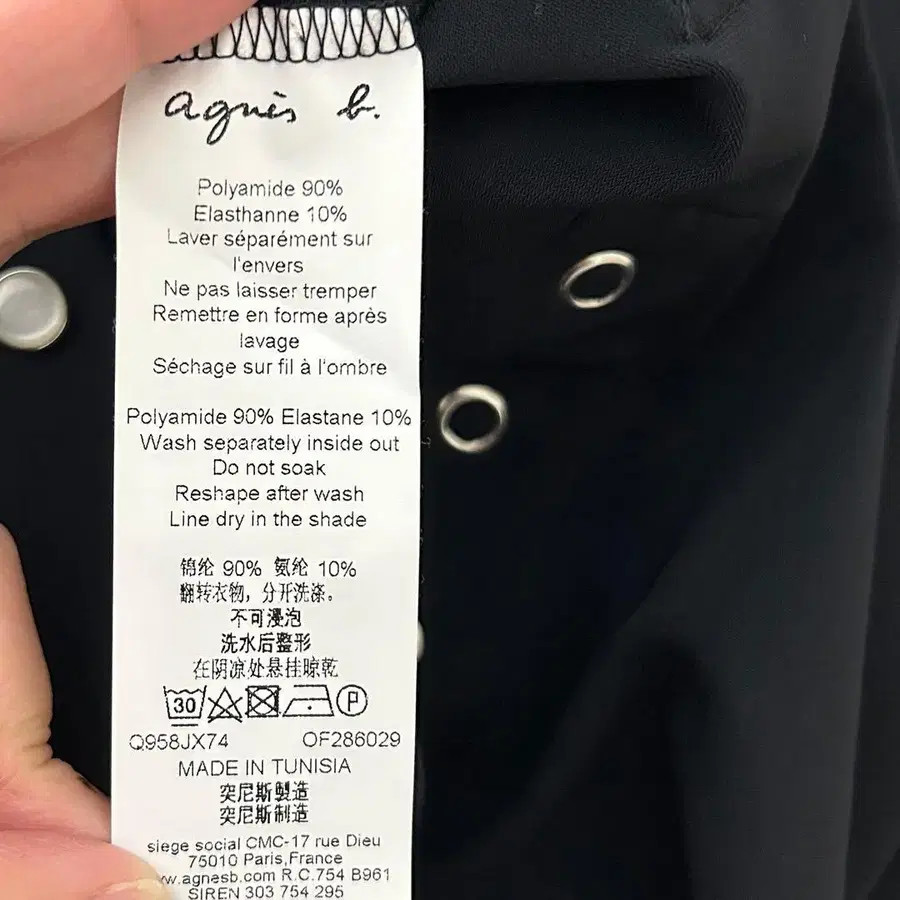 agnès b.
Polyamide 90%
Elasthanne 10%
Laver séparément sur
l'envers
Ne pas laisser tremper
Remettre en forme après
lavage
Séchage sur fil à l'ombre
Polyamide 90% Elastane 10%
Wash separately inside out
Do not soak
Reshape after wash
Line dry in the shade
锦纶 90% 氨纶 10%
翻转衣物，分开洗涤。
不可浸泡
洗水后整形
在阴凉处悬挂晾乾
30 P
Q958JX74 OF286029
MADE IN TUNISIA
突尼斯製造
突尼斯制造
siege social CMC-17 rue Dieu
75010 Paris,France
w.agnesb.com R.C.754 B961
SIREN 303 754 295